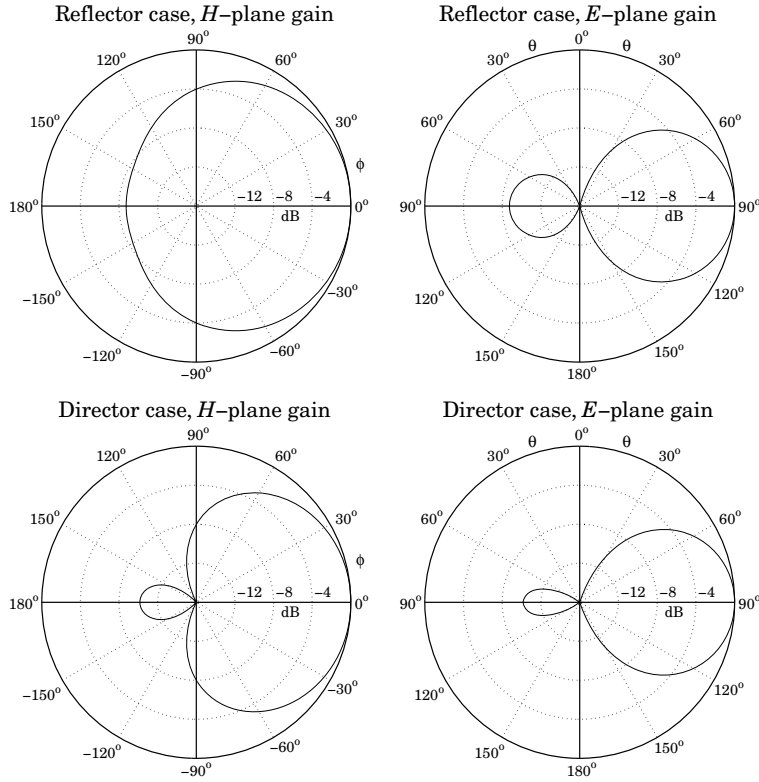 Reflector case, H−plane gain
90°
120° 60°
150° 30°
ϕ
180° −12 −8 −4 0°
dB
−150° −30°
−120° −60°
−90°
Reflector case, E−plane gain
0°
θ θ
30° 30°
60° 60°
90° −12 −8 −4 90°
dB
120° 120°
150° 150°
180°
Director case, H−plane gain
90°
120° 60°
150° 30°
ϕ
180° −12 −8 −4 0°
dB
−150° −30°
−120° −60°
−90°
Director case, E−plane gain
0°
θ θ
30° 30°
60° 60°
90° −12 −8 −4 90°
dB
120° 120°
150° 150°
180°